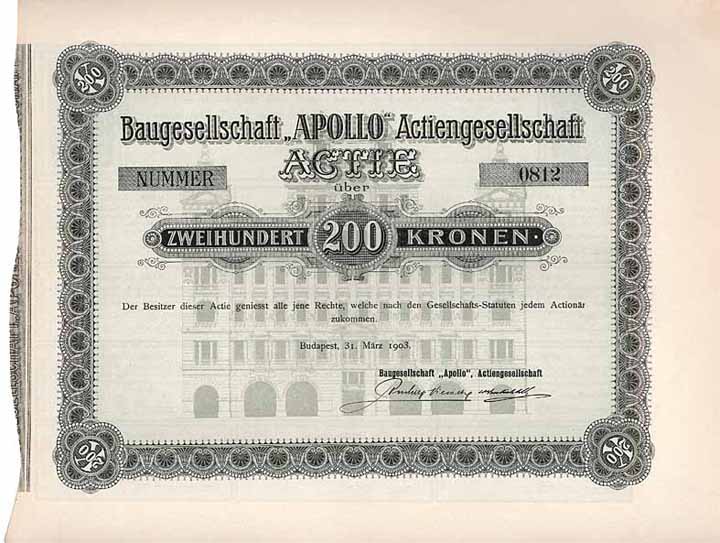 200
200
Baugesellschaft „APOLLO“ Actiengesellschaft
ACTIE
NUMMER
0812
über
ZWEIHUNDERT 200 KRONEN.
Der Besitzer dieser Actie geniesst alle jene Rechte, welche nach den Gesellschafts-Statuten jedem Actionär
zukommen.
Budapest, 31. März 1903.
Baugesellschaft „Apollo“, Actiengesellschaft
200
200